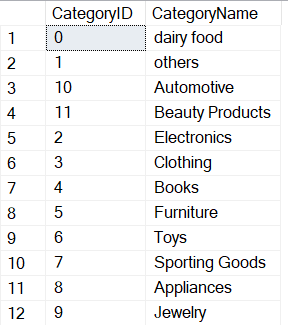 CategoryID CategoryName
1 0 dairy food
2 1 others
3 10 Automotive
4 11 Beauty Products
5 2 Electronics
6 3 Clothing
7 4 Books
8 5 Furniture
9 6 Toys
10 7 Sporting Goods
11 8 Appliances
12 9 Jewelry